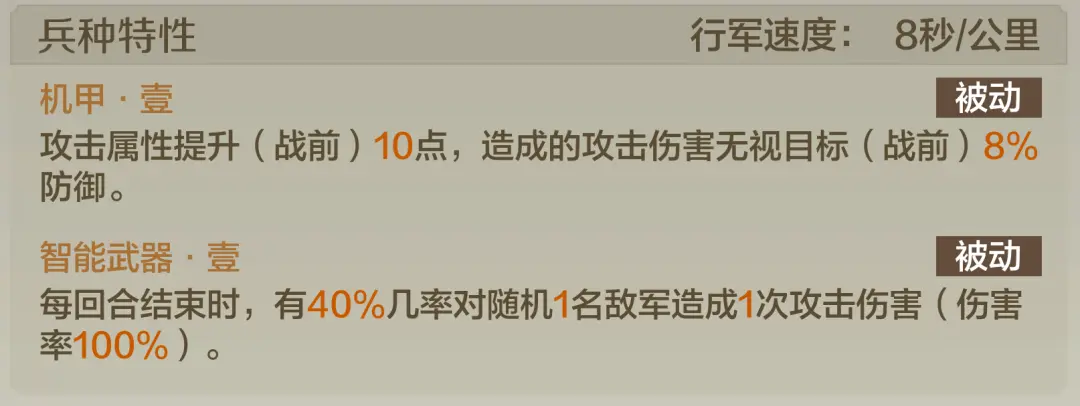 兵种特性 行军速度： 8秒/公里
机甲·壹 被动
攻击属性提升（战前）10点，造成的攻击伤害无视目标（战前）8%
防御。
智能武器·壹 被动
每回合结束时，有40%几率对随机1名敌军造成1次攻击伤害（伤害
率100%）。